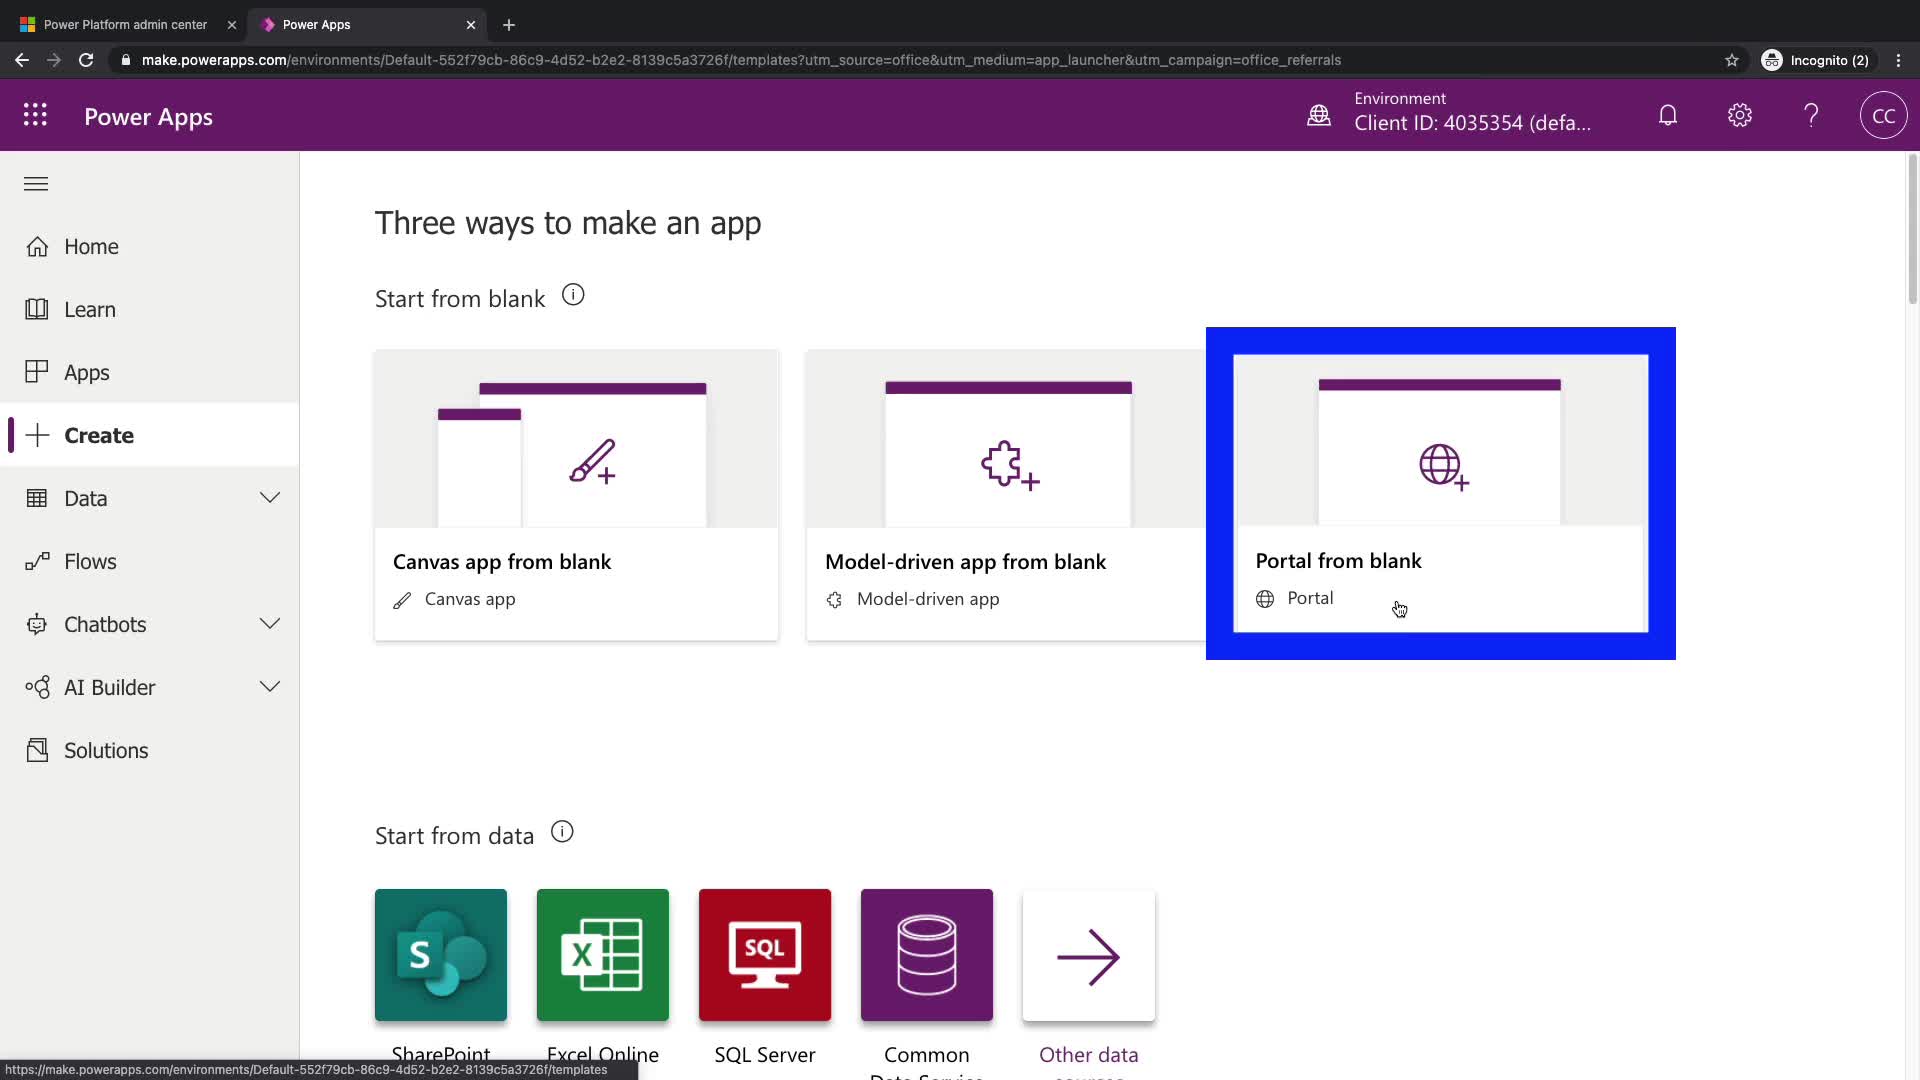 Power Platform admin center
Power Apps
make.powerapps.com/environments/Default-552f79cb-86c9-4d52-b2e2-8139c5a3726f/templates?utm_source=office&utm_medium=app_launcher&utm_campaign=office_referrals
Incognito (2)
Power Apps
Environment
Client ID: 4035354 (defa...
CC
Home
Learn
Apps
Create
Data
Flows
Chatbots
AI Builder
Solutions
Three ways to make an app
Start from blank
Canvas app from blank
Canvas app
Model-driven app from blank
Model-driven app
Portal from blank
Portal
Start from data
S
X
SQL
SharePoint
Excel Online
SQL Server
Common
Data Service
Other data
sources
https://make.powerapps.com/environments/Default-552f79cb-86c9-4d52-b2e2-8139c5a3726f/templates